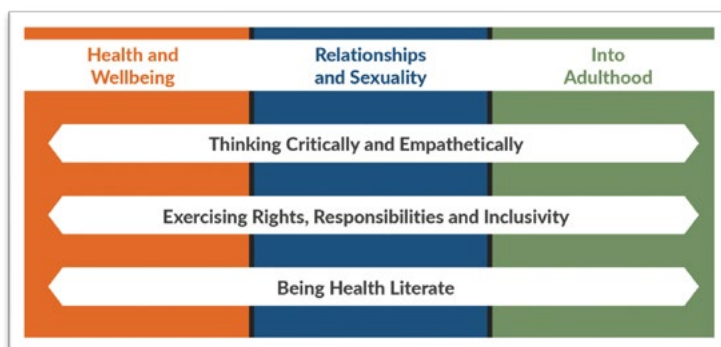 Health and
Wellbeing
Relationships
and Sexuality
Into
Adulthood
Thinking Critically and Empathetically
Exercising Rights, Responsibilities and Inclusivity
Being Health Literate